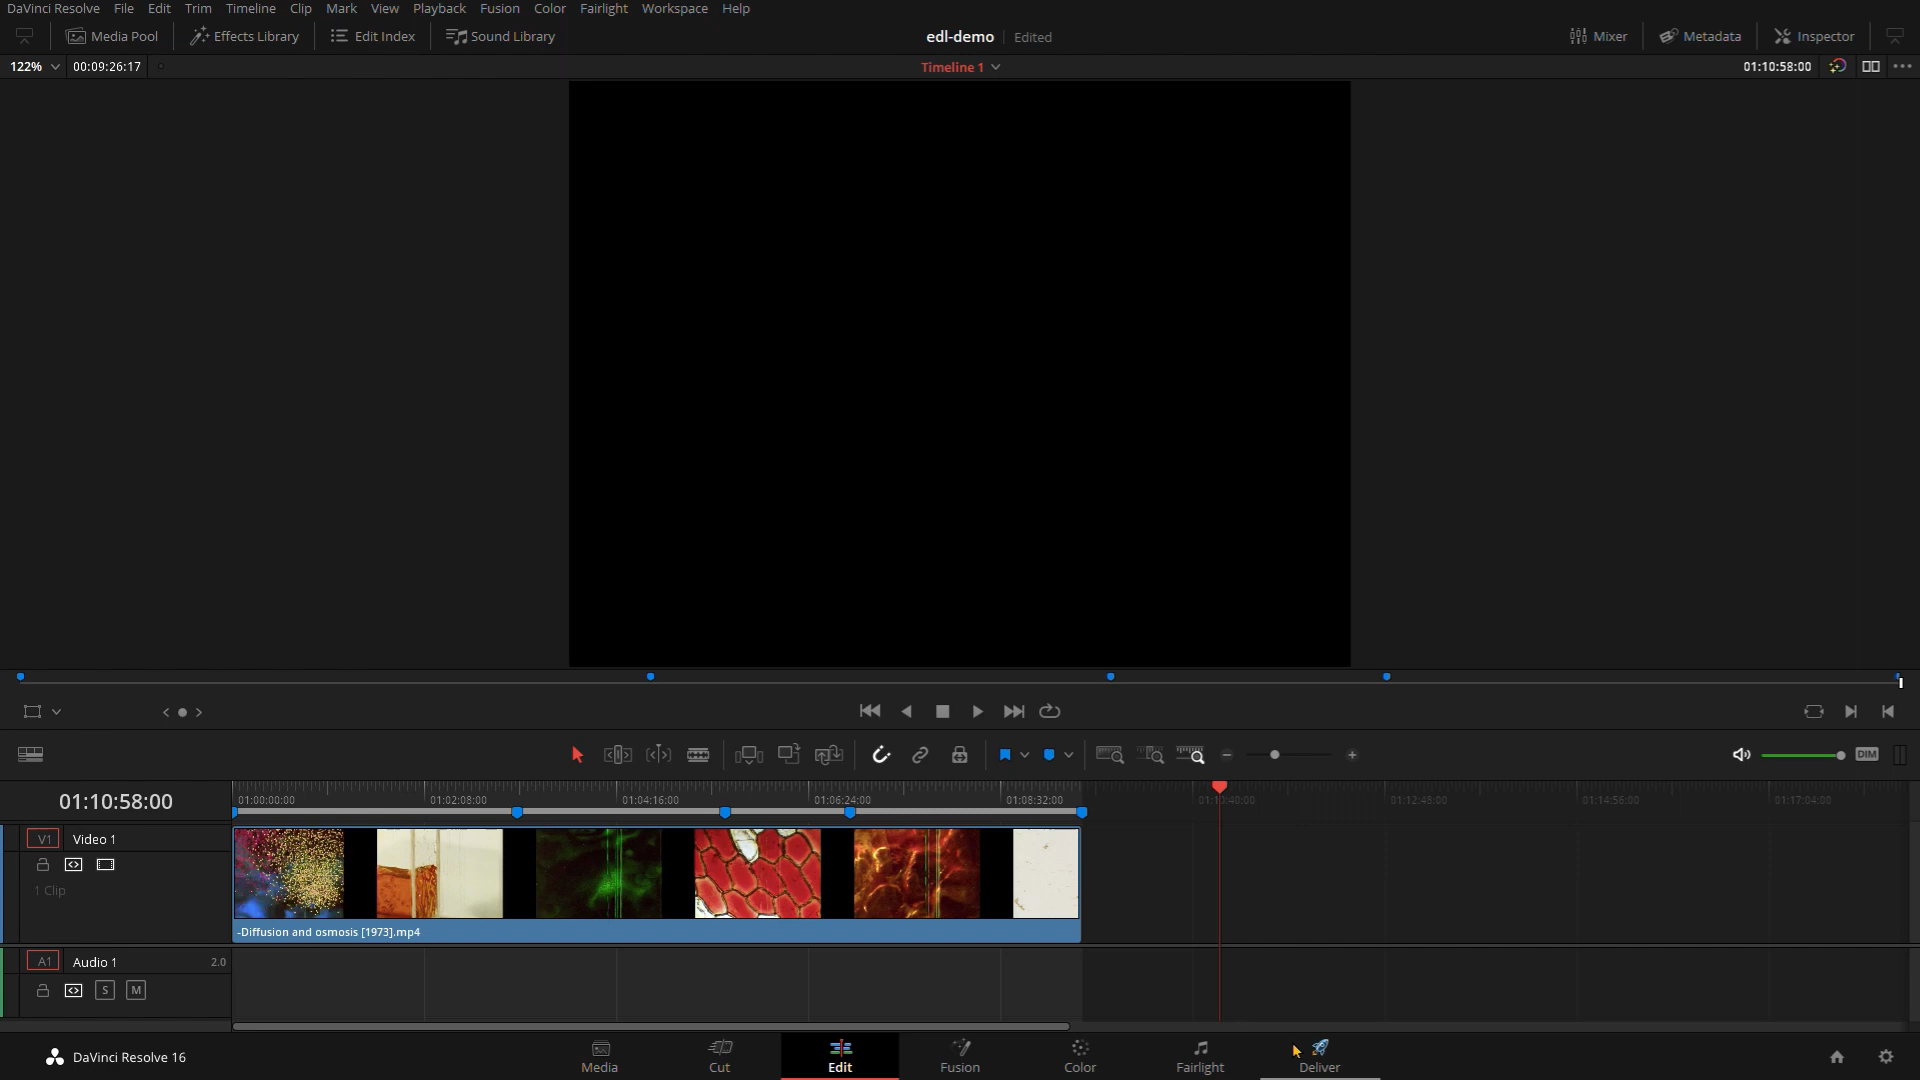 DaVinci Resolve File Edit Trim Timeline Clip Mark View Playback Fusion Color Fairlight Workspace Help
Media Pool Effects Library Edit Index Sound Library edl-demo Edited Mixer Metadata Inspector
122% 00:09:26:17 Timeline 1 01:10:58:00
DIM
01:10:58:00 01:00:00:00 01:02:08:00 01:04:16:00 01:06:24:00 01:08:32:00 01:10:40:00 01:12:48:00 01:14:56:00 01:17:04:00
V1 Video 1
1 Clip
-Diffusion and osmosis [1973].mp4
A1 Audio 1 2.0
S M
DaVinci Resolve 16 Media Cut Edit Fusion Color Fairlight Deliver